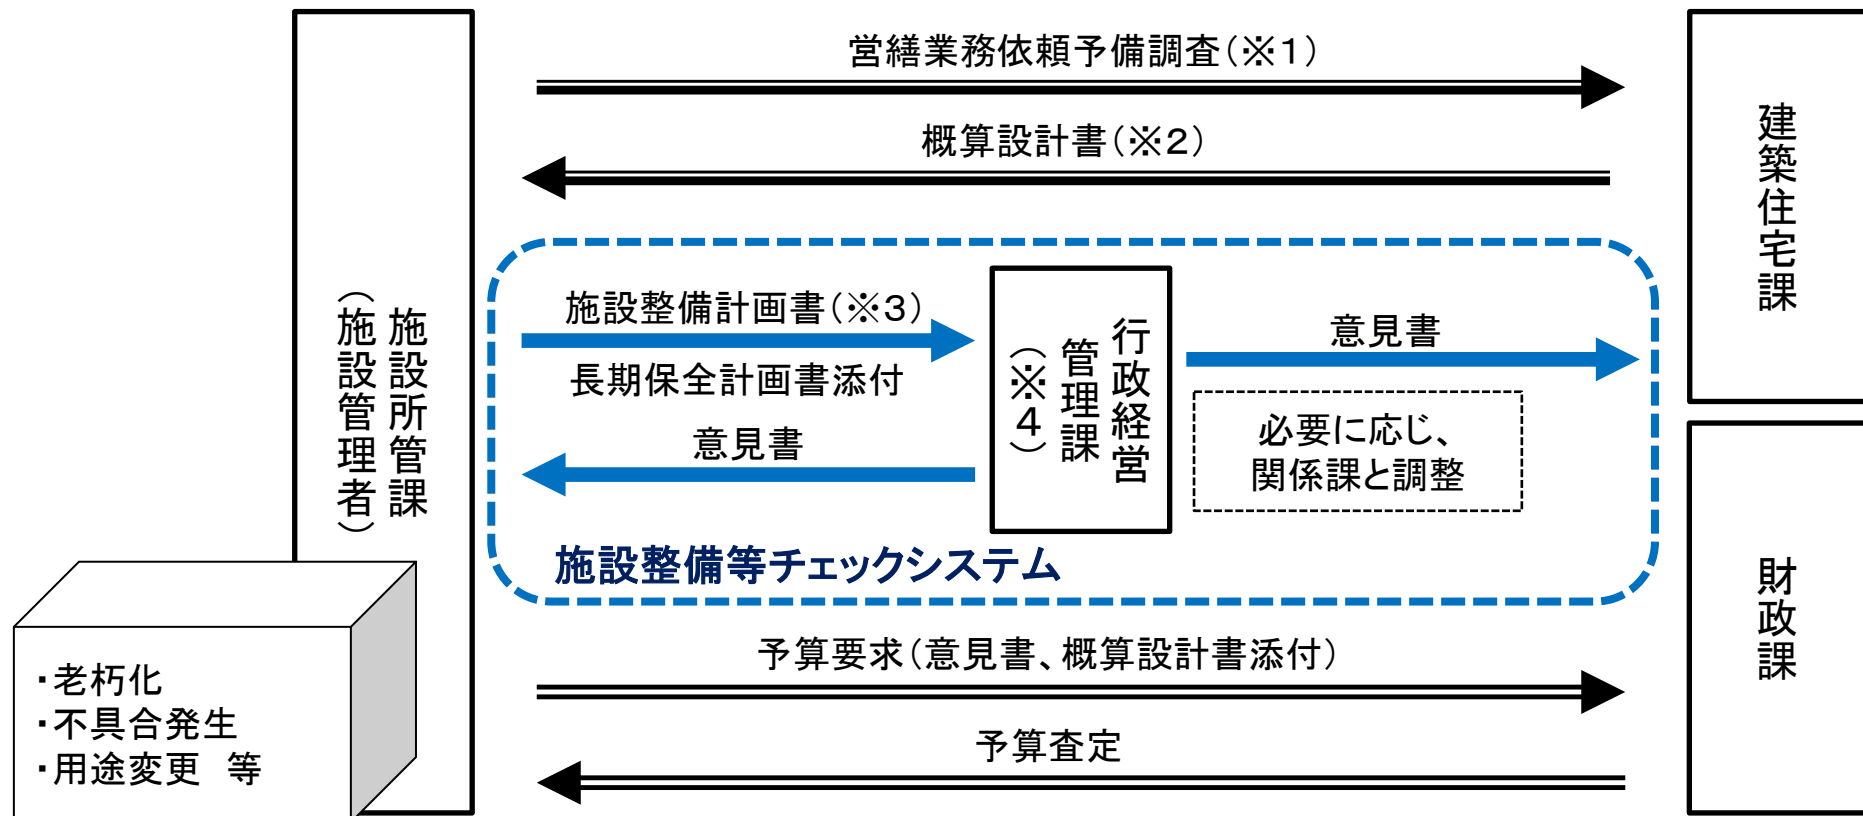 営繕業務依頼予備調査(※1)
概算設計書(※2)
建築住宅課
施設所管課
(施設管理者)
施設整備計画書(※3)
長期保全計画書添付
意見書
行政経営
管理課
(※4)
意見書
必要に応じ、
関係課と調整
施設整備等チェックシステム
財政課
予算要求(意見書、概算設計書添付)
予算査定
・老朽化
・不具合発生
・用途変更　等